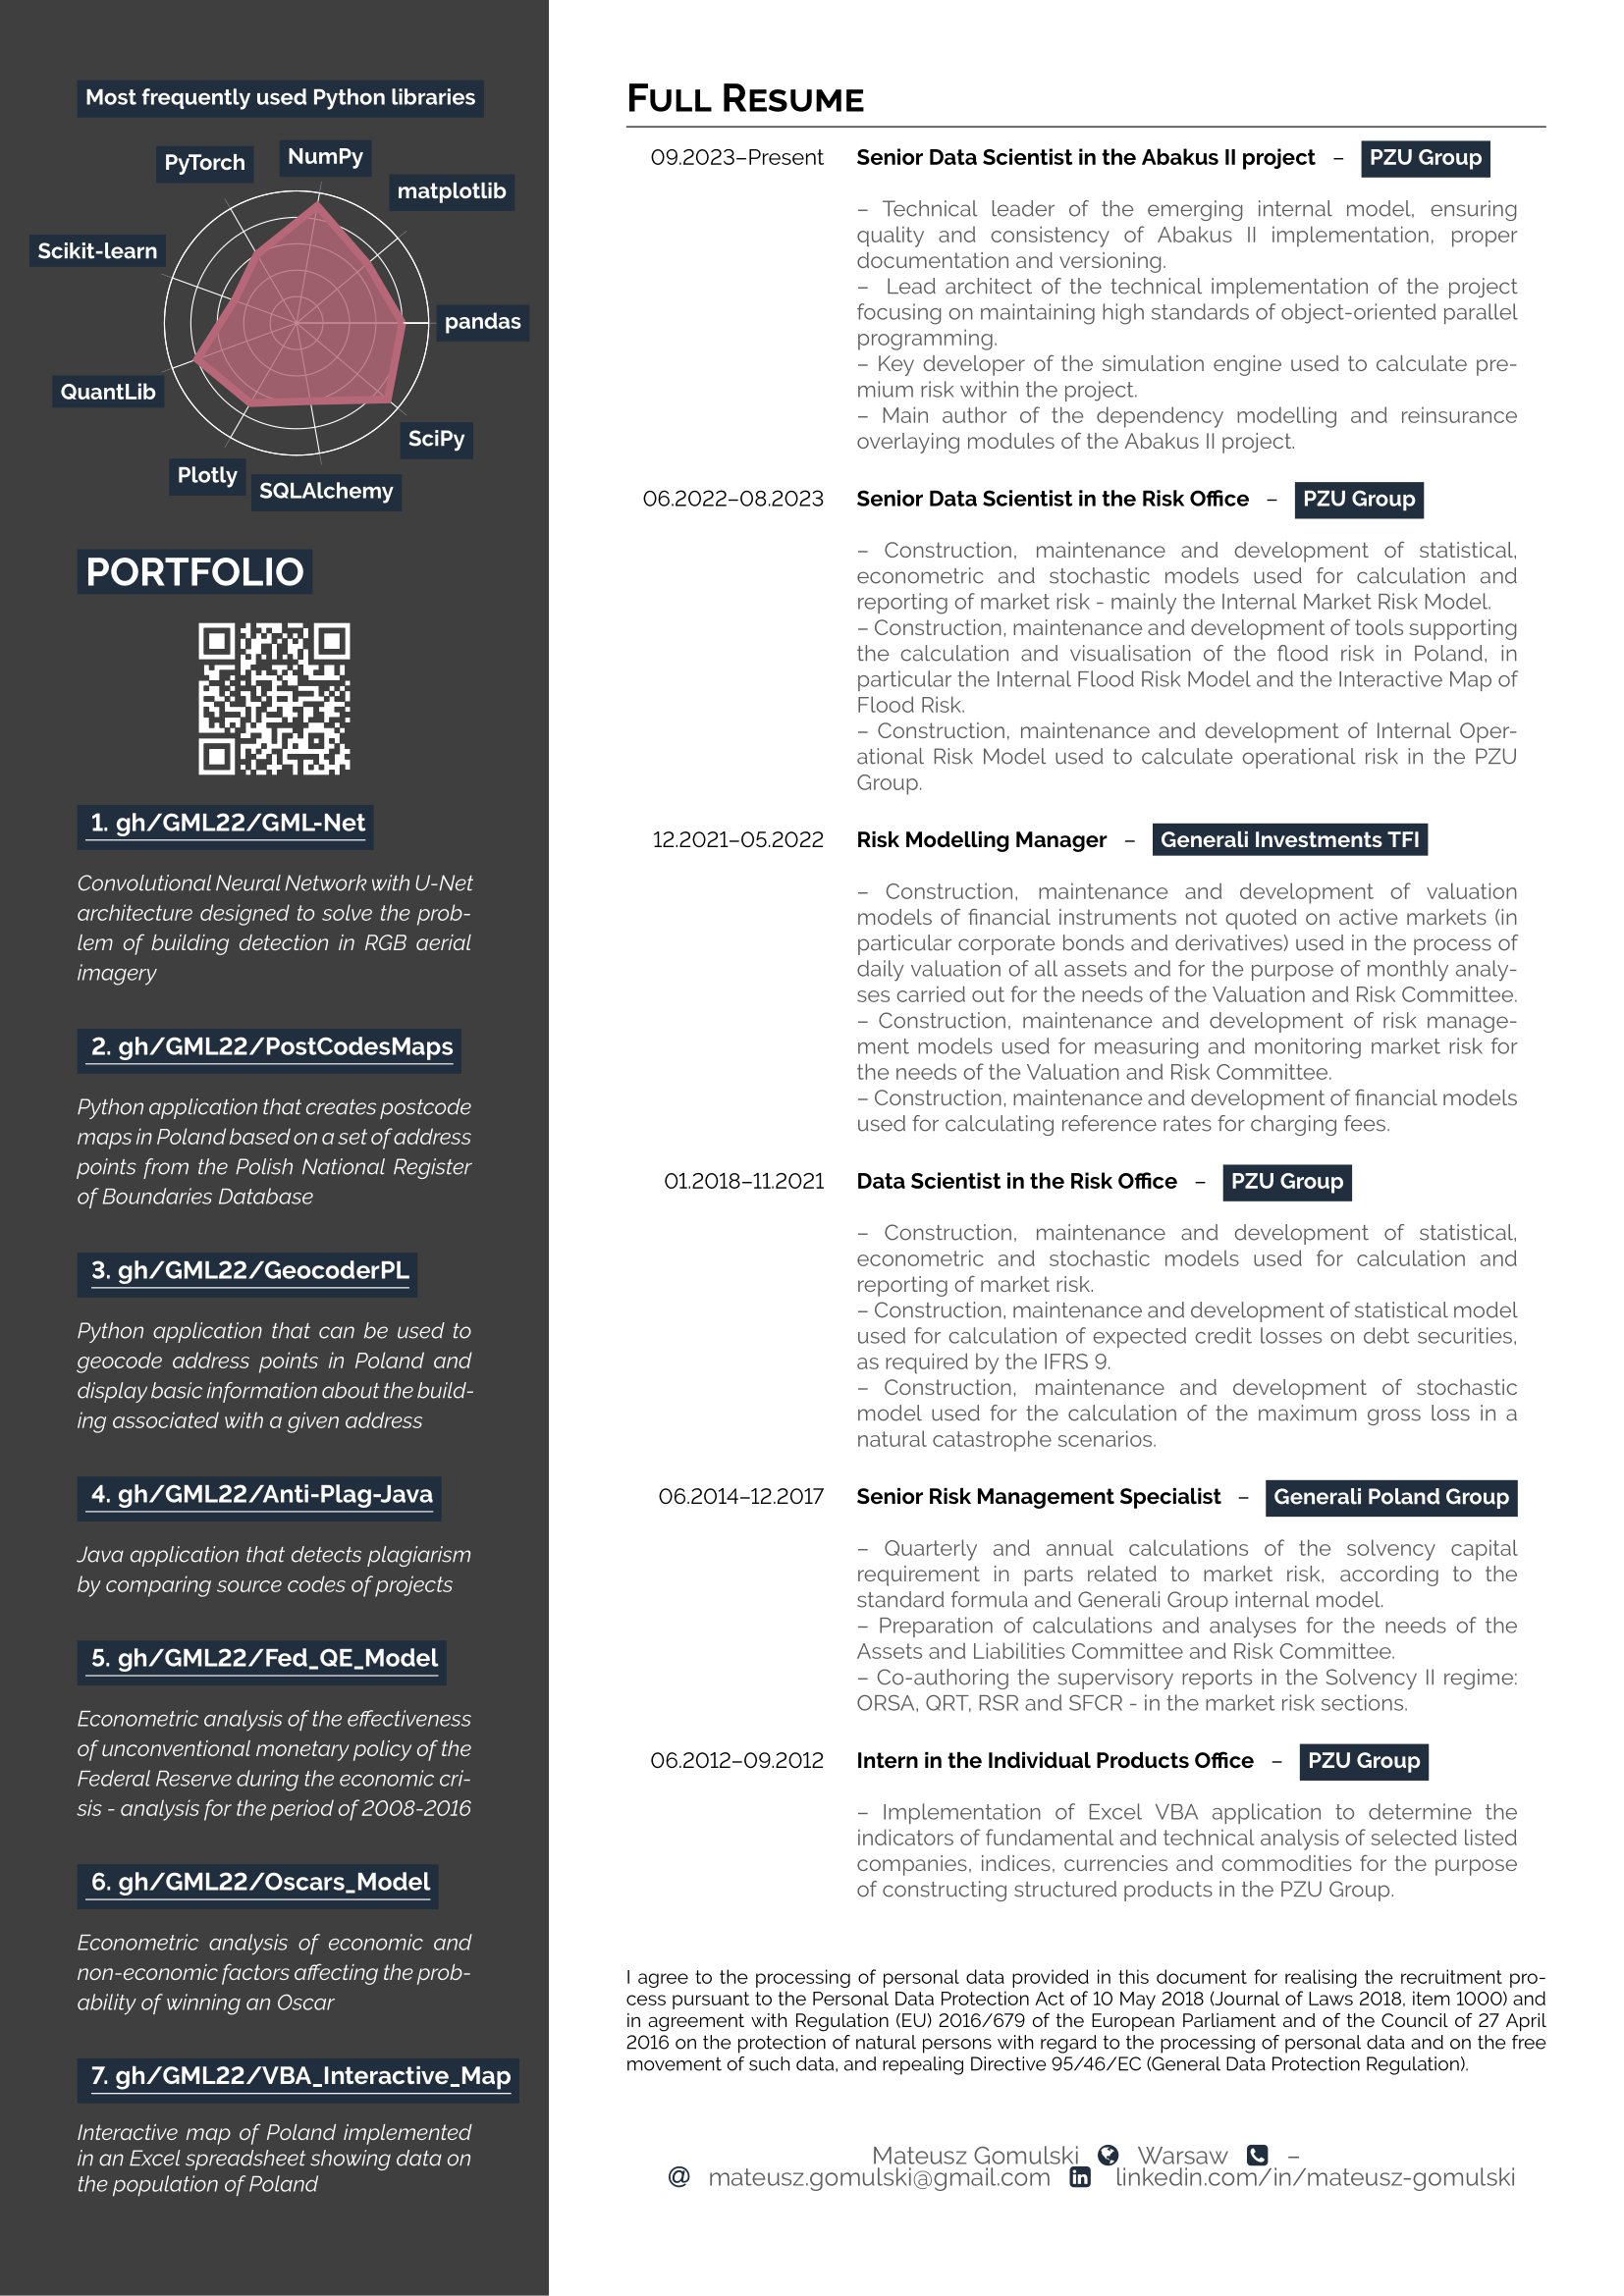 Most frequently used Python libraries
PyTorch
NumPy
matplotlib
Scikit-learn
pandas
QuantLib
SciPy
Plotly
SQLAlchemy
PORTFOLIO
1. gh/GML22/GML-Net
Convolutional Neural Network with U-Net
architecture designed to solve the prob-
lem of building detection in RGB aerial
imagery
2. gh/GML22/PostCodesMaps
Python application that creates postcode
maps in Poland based on a set of address
points from the Polish National Register
of Boundaries Database
3. gh/GML22/GeocoderPL
Python application that can be used to
geocode address points in Poland and
display basic information about the build-
ing associated with a given address
4. gh/GML22/Anti-Plag-Java
Java application that detects plagiarism
by comparing source codes of projects
5. gh/GML22/Fed_QE_Model
Econometric analysis of the effectiveness
of unconventional monetary policy of the
Federal Reserve during the economic cri-
sis - analysis for the period of 2008-2016
6. gh/GML22/Oscars_Model
Econometric analysis of economic and
non-economic factors affecting the prob-
ability of winning an Oscar
7. gh/GML22/VBA_Interactive_Map
Interactive map of Poland implemented
in an Excel spreadsheet showing data on
the population of Poland
FULL RESUME
09.2023–Present Senior Data Scientist in the Abakus II project – PZU Group
– Technical leader of the emerging internal model, ensuring
quality and consistency of Abakus II implementation, proper
documentation and versioning.
– Lead architect of the technical implementation of the project
focusing on maintaining high standards of object-oriented parallel
programming.
– Key developer of the simulation engine used to calculate pre-
mium risk within the project.
– Main author of the dependency modelling and reinsurance
overlaying modules of the Abakus II project.
06.2022–08.2023 Senior Data Scientist in the Risk Office – PZU Group
– Construction, maintenance and development of statistical,
econometric and stochastic models used for calculation and
reporting of market risk - mainly the Internal Market Risk Model.
– Construction, maintenance and development of tools supporting
the calculation and visualisation of the flood risk in Poland, in
particular the Internal Flood Risk Model and the Interactive Map of
Flood Risk.
– Construction, maintenance and development of Internal Oper-
ational Risk Model used to calculate operational risk in the PZU
Group.
12.2021–05.2022 Risk Modelling Manager – Generali Investments TFI
– Construction, maintenance and development of valuation
models of financial instruments not quoted on active markets (in
particular corporate bonds and derivatives) used in the process of
daily valuation of all assets and for the purpose of monthly analy-
ses carried out for the needs of the Valuation and Risk Committee.
– Construction, maintenance and development of risk manage-
ment models used for measuring and monitoring market risk for
the needs of the Valuation and Risk Committee.
– Construction, maintenance and development of financial models
used for calculating reference rates for charging fees.
01.2018–11.2021 Data Scientist in the Risk Office – PZU Group
– Construction, maintenance and development of statistical,
econometric and stochastic models used for calculation and
reporting of market risk.
– Construction, maintenance and development of statistical model
used for calculation of expected credit losses on debt securities,
as required by the IFRS 9.
– Construction, maintenance and development of stochastic
model used for the calculation of the maximum gross loss in a
natural catastrophe scenarios.
06.2014–12.2017 Senior Risk Management Specialist – Generali Poland Group
– Quarterly and annual calculations of the solvency capital
requirement in parts related to market risk, according to the
standard formula and Generali Group internal model.
– Preparation of calculations and analyses for the needs of the
Assets and Liabilities Committee and Risk Committee.
– Co-authoring the supervisory reports in the Solvency II regime:
ORSA, QRT, RSR and SFCR - in the market risk sections.
06.2012–09.2012 Intern in the Individual Products Office – PZU Group
– Implementation of Excel VBA application to determine the
indicators of fundamental and technical analysis of selected listed
companies, indices, currencies and commodities for the purpose
of constructing structured products in the PZU Group.
I agree to the processing of personal data provided in this document for realising the recruitment pro-
cess pursuant to the Personal Data Protection Act of 10 May 2018 (Journal of Laws 2018, item 1000) and
in agreement with Regulation (EU) 2016/679 of the European Parliament and of the Council of 27 April
2016 on the protection of natural persons with regard to the processing of personal data and on the free
movement of such data, and repealing Directive 95/46/EC (General Data Protection Regulation).
Mateusz Gomulski Warsaw –
@ mateusz.gomulski@gmail.com in linkedin.com/in/mateusz-gomulski